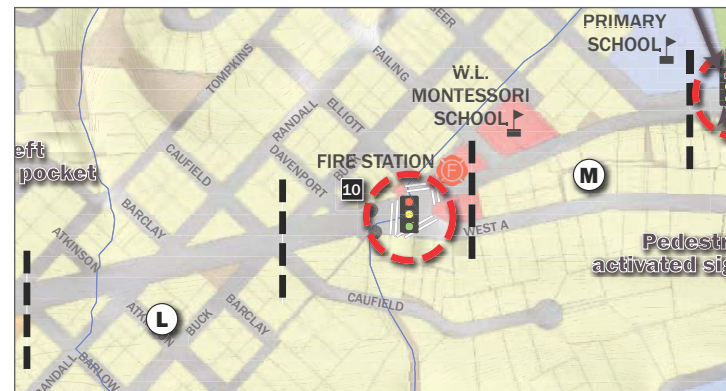 PRIMARY
SCHOOL
W.L.
MONTESSORI
SCHOOL
FAILING
TOMPKINS
RANDALL
ELLIOTT
DAVENPORT
FIRE STATION
F
10
eft
pocket
CAUFIELD
BARCLAY
ATKINSON
M
WEST A
Pedestr
activated sig
L
CAUFIELD
BARCLAY
BUCK
RANDALL
BARLOW